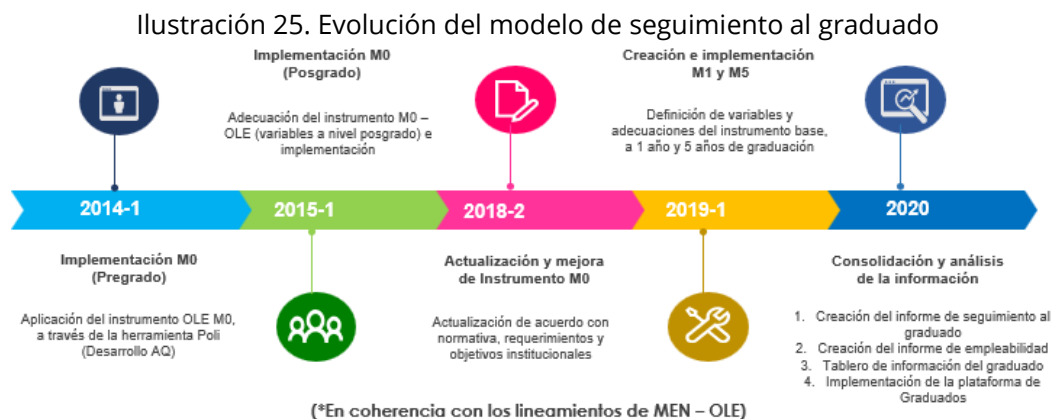 Ilustración 25. Evolución del modelo de seguimiento al graduado
Implementación M0
(Posgrado)
Adecuación del instrumento M0 –
OLE (variables a nivel posgrado) e
implementación
Creación e implementación
M1 y M5
Definición de variables y
adecuaciones del instrumento base,
a 1 año y 5 años de graduación
2014-1
2015-1
2018-2
2019-1
2020
Implementación M0
(Pregrado)
Aplicación del instrumento OLE M0,
a través de la herramienta Poli
(Desarrollo AQ)
Actualización y mejora
de Instrumento M0
Actualización de acuerdo con
normativa, requerimientos y
objetivos institucionales
Consolidación y análisis
de la información
1. Creación del informe de seguimiento al
graduado
2. Creación del informe de empleabilidad
3. Tablero de información del graduado
4. Implementación de la plataforma de
Graduados
(*En coherencia con los lineamientos de MEN – OLE)